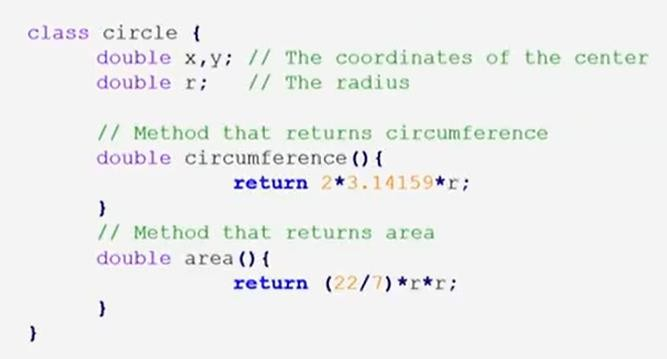 class circle {
double x,y; // The coordinates of the center
double r; // The radius
// Method that returns circumference
double circumference(){
return 2*3.14159*r;
}
// Method that returns area
double area(){
return (22/7)*r*r;
}
}